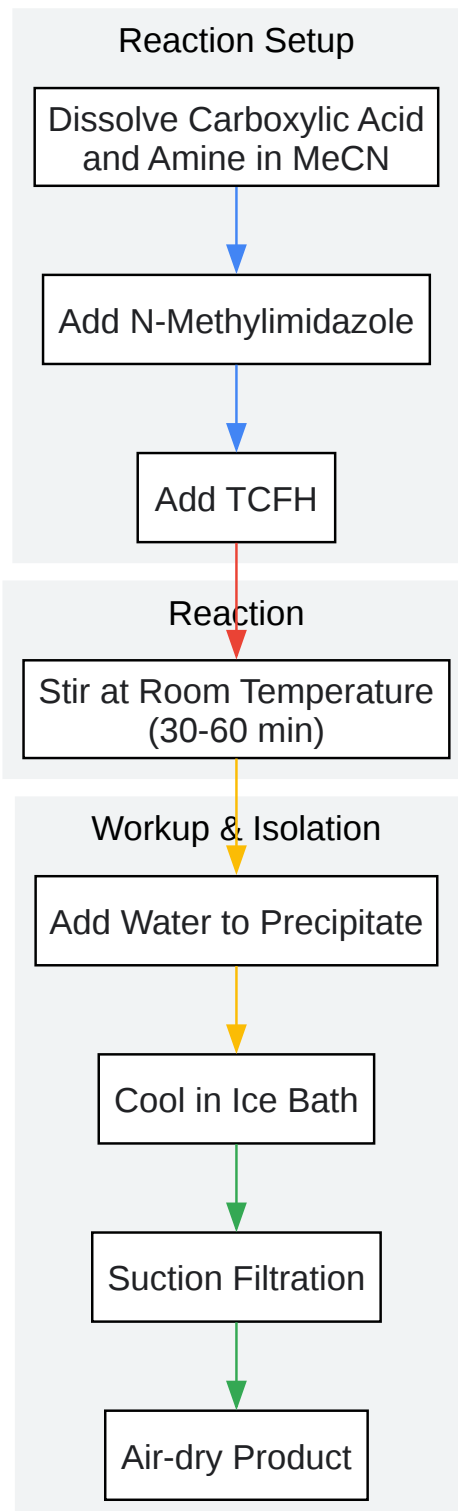 Reaction Setup
Dissolve Carboxylic Acid
and Amine in MeCN
Add N-Methylimidazole
Add TCFH
Reaction
Stir at Room Temperature
(30-60 min)
Workup & Isolation
Add Water to Precipitate
Cool in Ice Bath
Suction Filtration
Air-dry Product